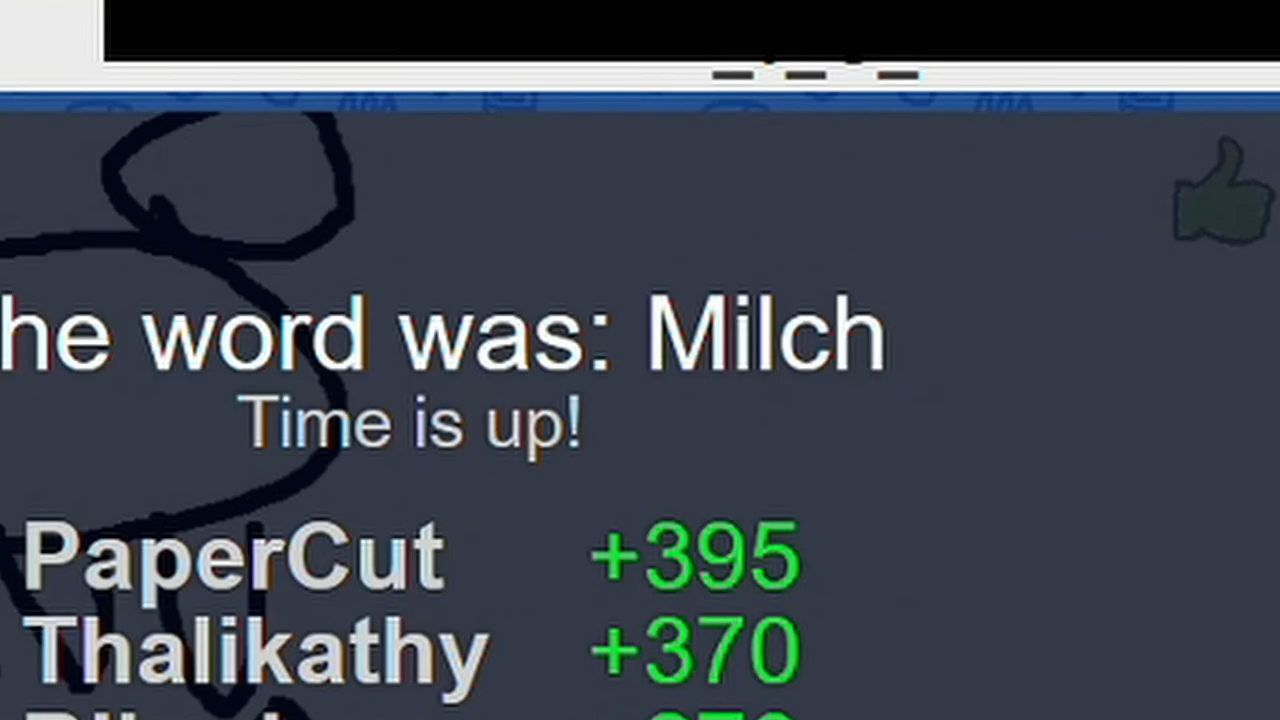 he word was: Milch
Time is up!
PaperCut +395
Thalikathy +370